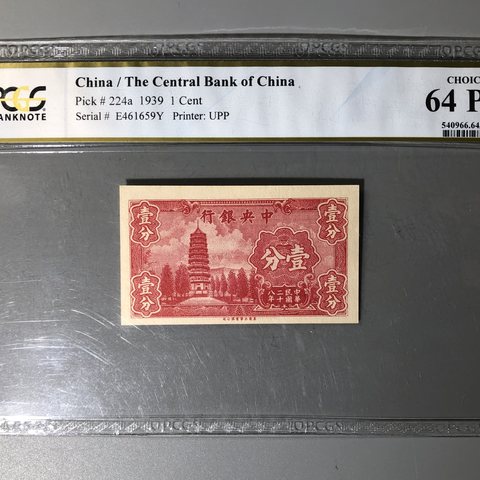 PCGS
BANKNOTE
China / The Central Bank of China
Pick # 224a 1939 1 Cent
Serial # E461659Y Printer: UPP
CHOIC
64 P
540966.64
中央銀行
壹分
壹分
壹分
壹分
壹分
中華民國二十八年